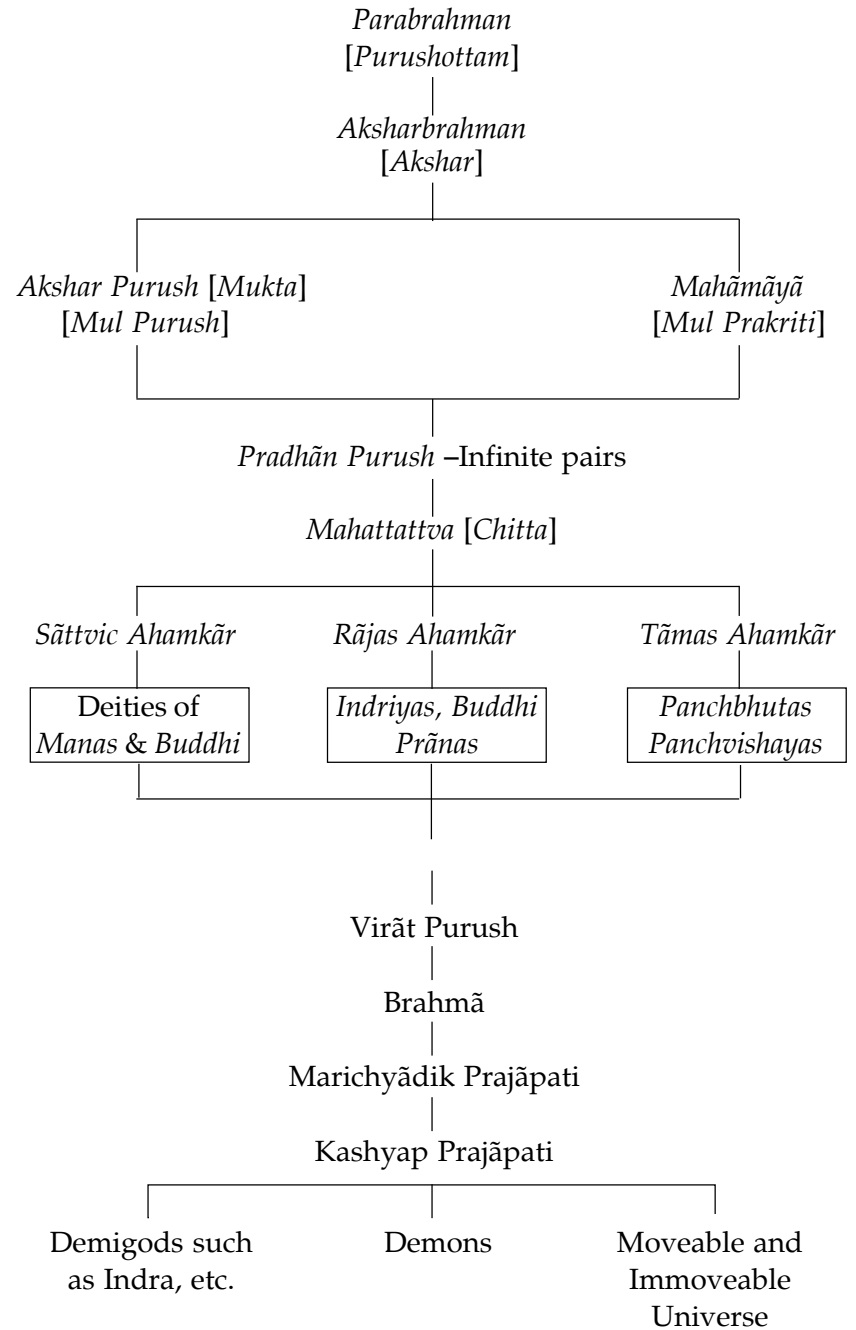 Parabrahman
[Purushottam]
Aksharbrahman
[Akshar]
Akshar Purush [Mukta]
[Mul Purush]
Mahãmãyã
[Mul Prakriti]
Pradhãn Purush –Infinite pairs
Mahattattva [Chitta]
Sãttvic Ahamkãr
Rãjas Ahamkãr
Tãmas Ahamkãr
Deities of
Manas & Buddhi
Indriyas, Buddhi
Prãnas
Panchbhutas
Panchvishayas
Virãt Purush
Brahmã
Marichyãdik Prajãpati
Kashyap Prajãpati
Demigods such
as Indra, etc.
Demons
Moveable and
Immoveable
Universe